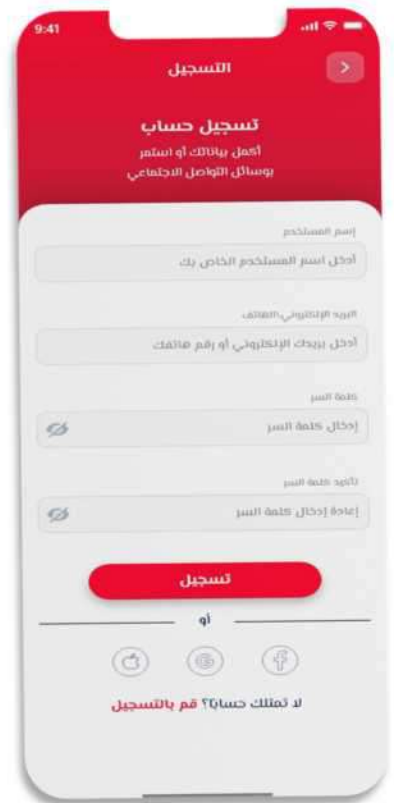 9:41
التسجيل
تسجيل حساب
أكمل بياناتك أو استمر
بوسائل التواصل الاجتماعي
إسم المستخدم
أدخل اسم المستخدم الخاص بك
البريد الإلكتروني/الهاتف
أدخل بريدك الإلكتروني أو رقم هاتفك
كلمة السر
إدخال كلمة السر
تأكيد كلمة السر
إعادة إدخال كلمة السر
تسجيل
أو
لا تمتلك حسابًا؟ قم بالتسجيل